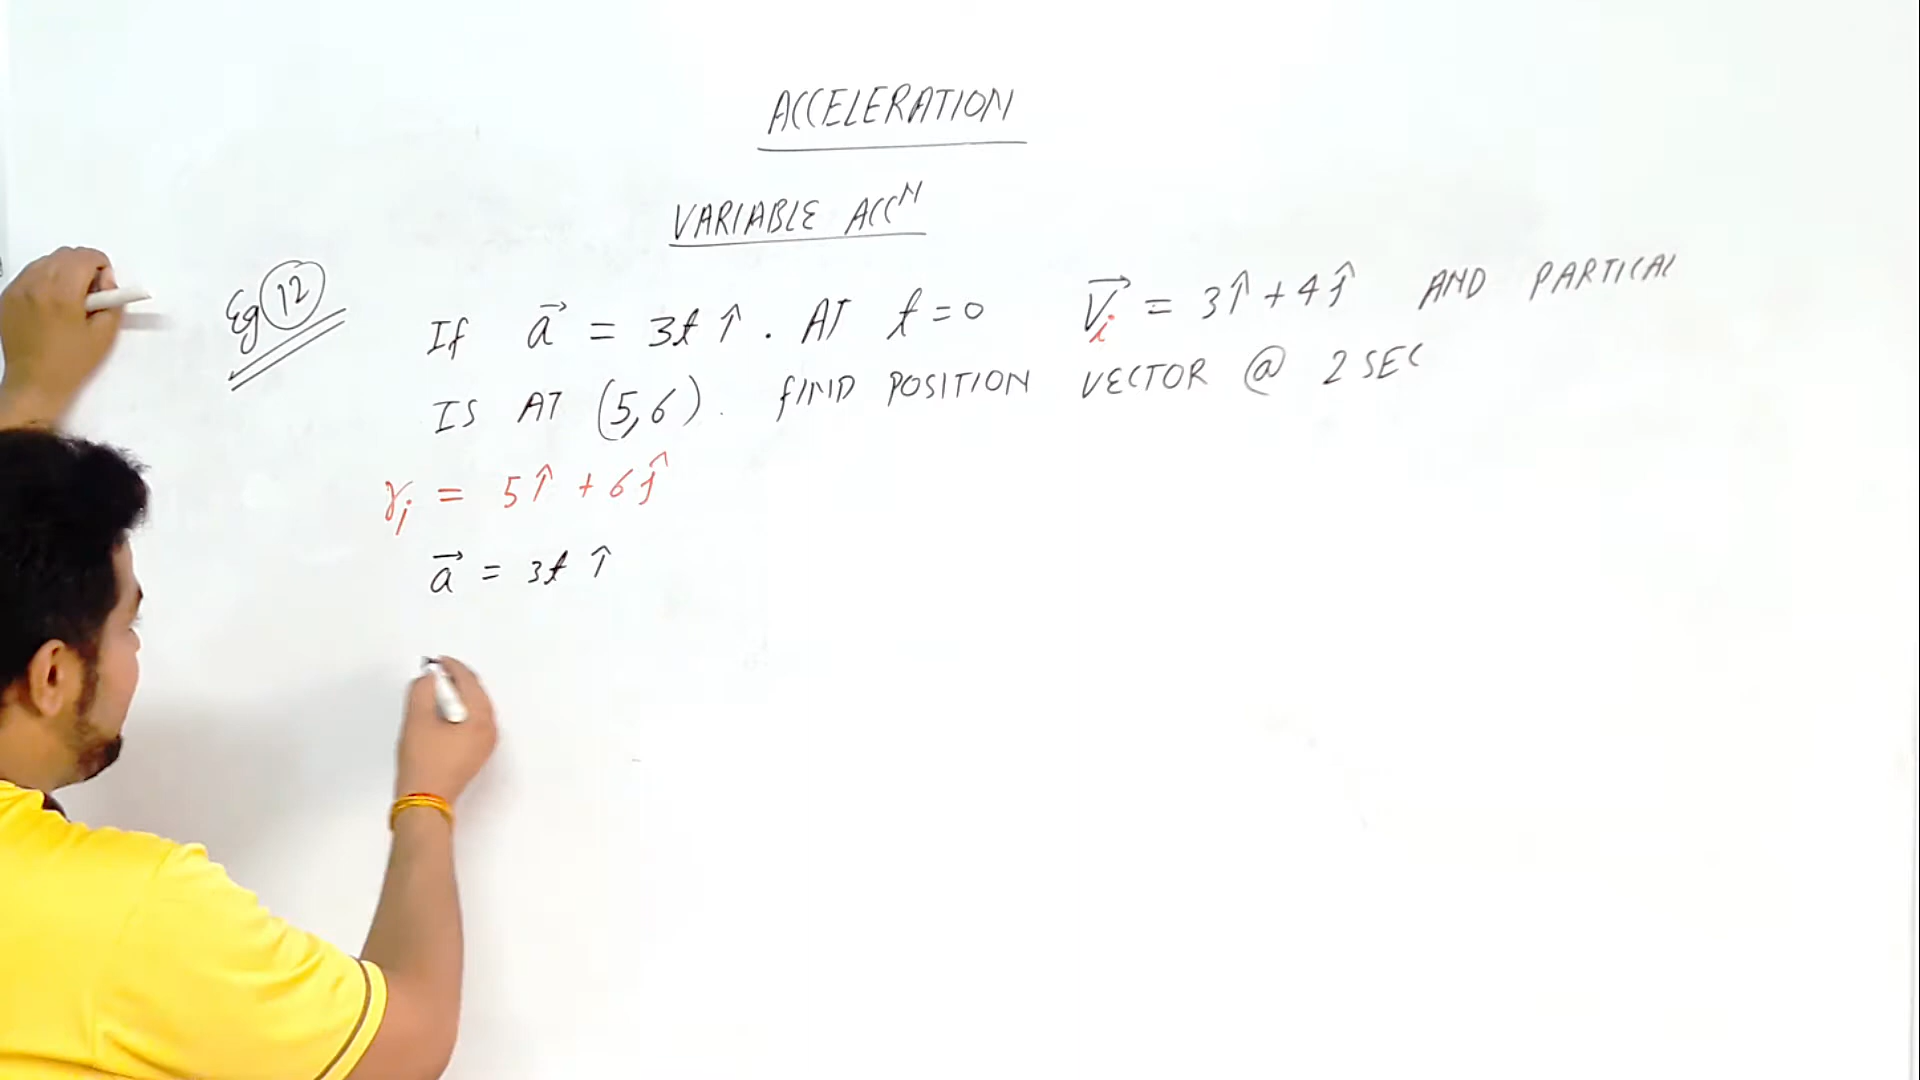 ACCELERATION
VARIABLE ACCᴺ
Eg 12
If a⃗ = 3t î . AT t=0 V⃗i = 3î + 4ĵ AND PARTICAL
IS AT (5,6). FIND POSITION VECTOR @ 2 SEC
ri = 5î + 6ĵ
a⃗ = 3t î